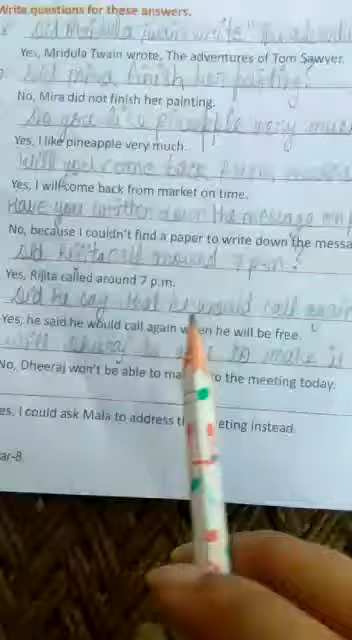 Write questions for these answers.
Did Mridula Twain write "The
Yes, Mridula Twain wrote, The adventures of Tom Sawyer.
Did mira finish her painting?
No, Mira did not finish her painting.
Do you like pineapple very much
Yes, I like pineapple very much.
Will you come back from
Yes, I will come back from market on time.
Have you written down the message on
No, because I couldn't find a paper to write down the messa
Did Rijita call around 7 p.m.?
Yes, Rijita called around 7 p.m.
Did he say that he would call again
Yes, he said he would call again when he will be free.
Will to make it
No, Dheeraj won't be able to ma o the meeting today.
es, I could ask Mala to address t eting instead.
ar-8